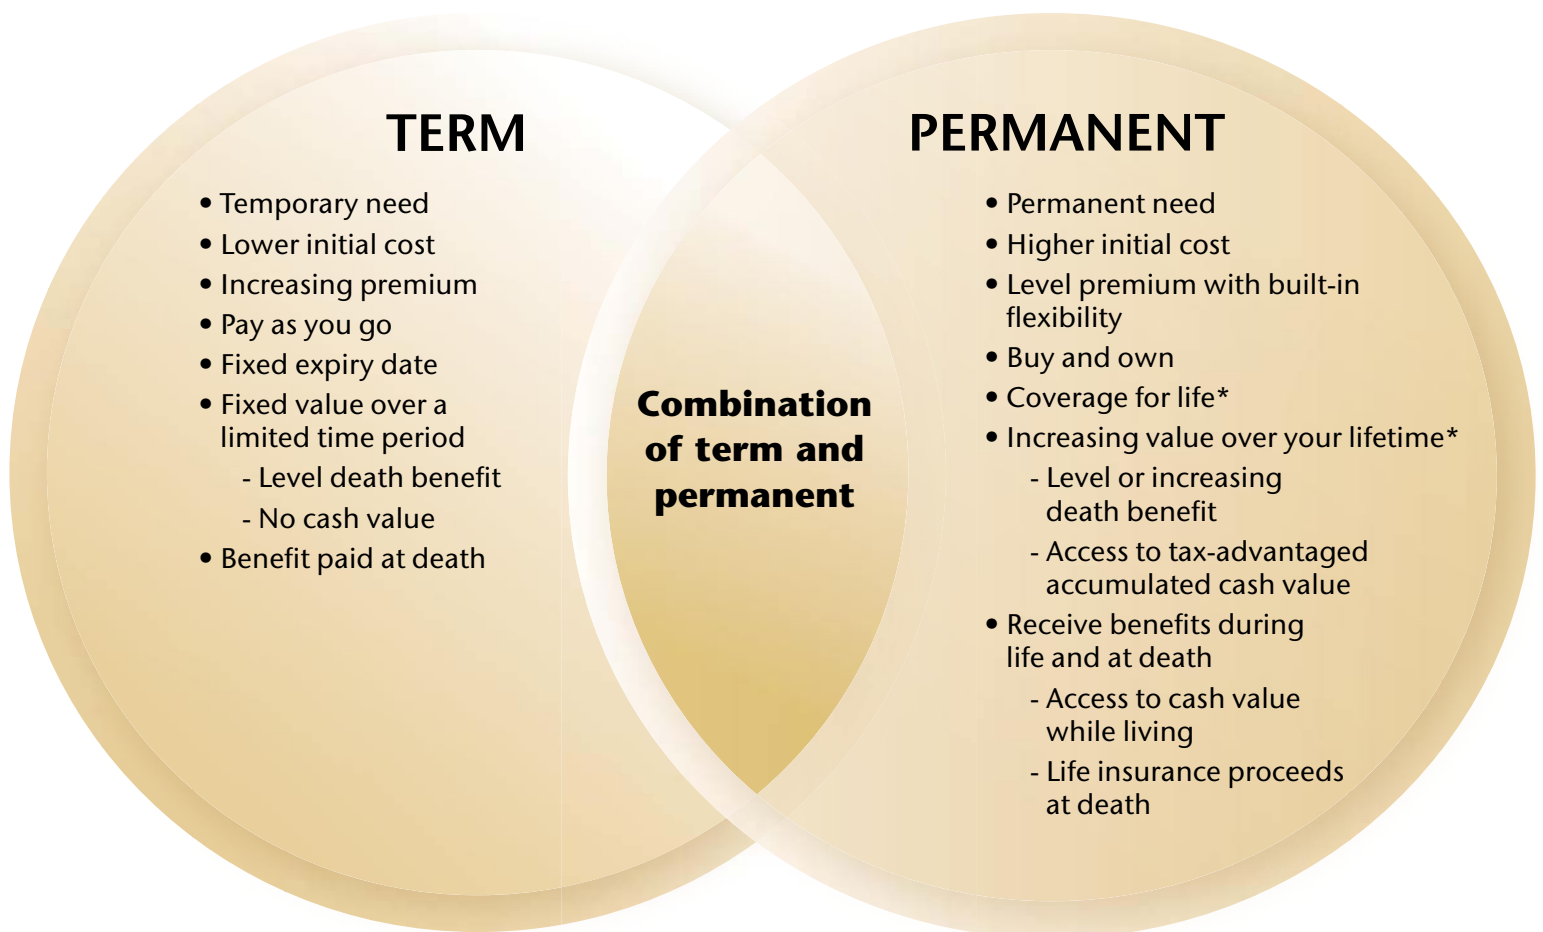 TERM
• Temporary need
• Lower initial cost
• Increasing premium
• Pay as you go
• Fixed expiry date
• Fixed value over a
limited time period
- Level death benefit
- No cash value
• Benefit paid at death
Combination
of term and
permanent
PERMANENT
• Permanent need
• Higher initial cost
• Level premium with built-in
flexibility
• Buy and own
• Coverage for life*
• Increasing value over your lifetime*
- Level or increasing
death benefit
- Access to tax-advantaged
accumulated cash value
• Receive benefits during
life and at death
- Access to cash value
while living
- Life insurance proceeds
at death